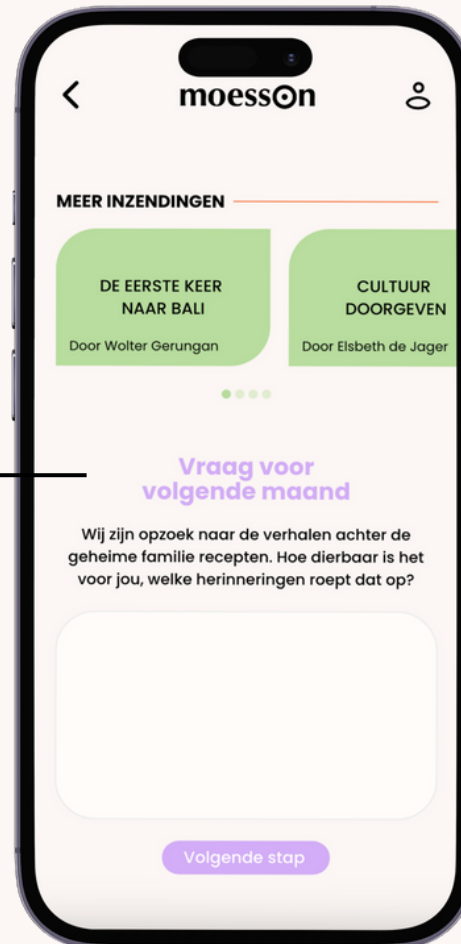 moesson
MEER INZENDINGEN
DE EERSTE KEER
NAAR BALI
Door Wolter Gerungan
CULTUUR
DOORGEVEN
Door Elsbeth de Jager
Vraag voor
volgende maand
Wij zijn opzoek naar de verhalen achter de
geheime familie recepten. Hoe dierbaar is het
voor jou, welke herinneringen roept dat op?
Volgende stap